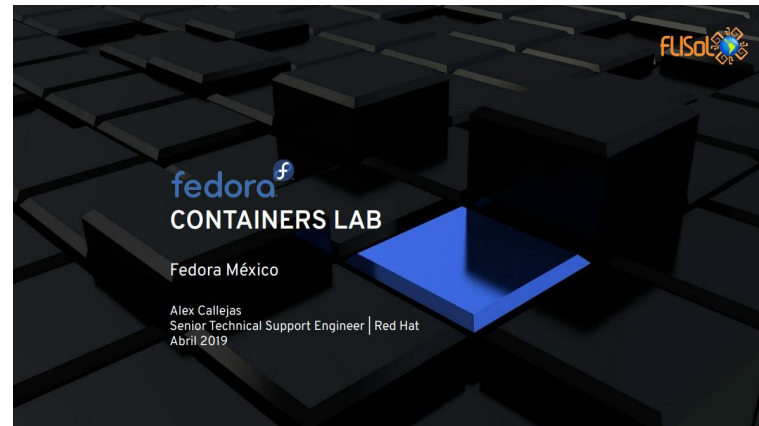 FLISoL
fedora
CONTAINERS LAB
Fedora México
Alex Callejas
Senior Technical Support Engineer | Red Hat
Abril 2019